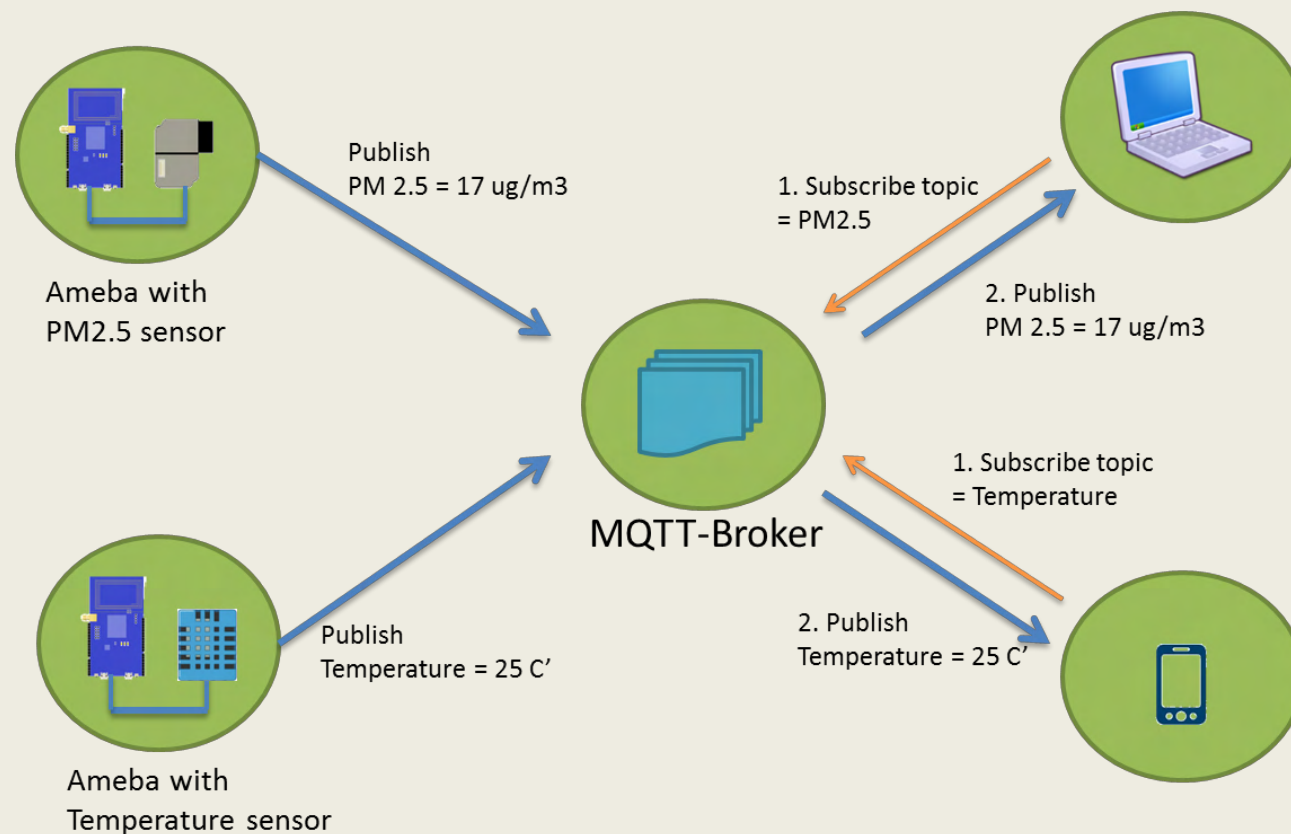 Publish
PM 2.5 = 17 ug/m3
Ameba with
PM2.5 sensor
1. Subscribe topic
= PM2.5
2. Publish
PM 2.5 = 17 ug/m3
MQTT-Broker
1. Subscribe topic
= Temperature
2. Publish
Temperature = 25 C’
Publish
Temperature = 25 C’
Ameba with
Temperature sensor